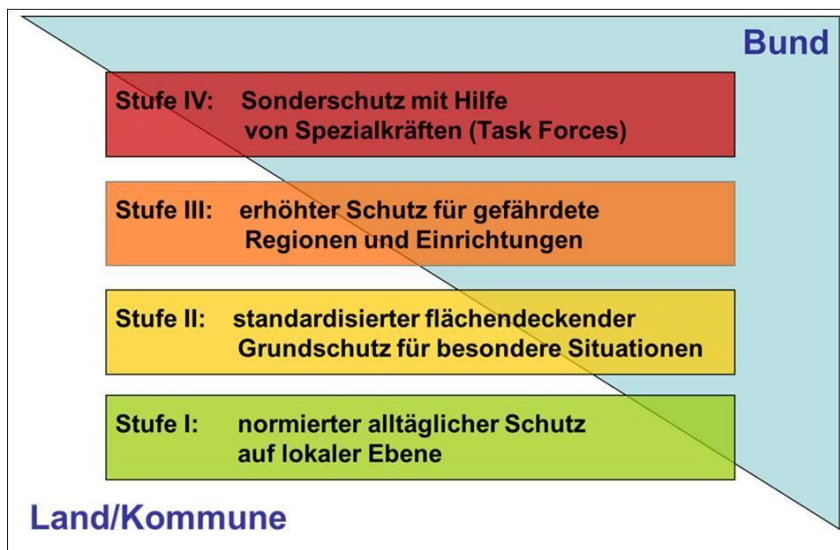 Bund
Stufe IV: Sonderschutz mit Hilfe
von Spezialkräften (Task Forces)
Stufe III: erhöhter Schutz für gefährdete
Regionen und Einrichtungen
Stufe II: standardisierter flächendeckender
Grundschutz für besondere Situationen
Stufe I: normierter alltäglicher Schutz
auf lokaler Ebene
Land/Kommune